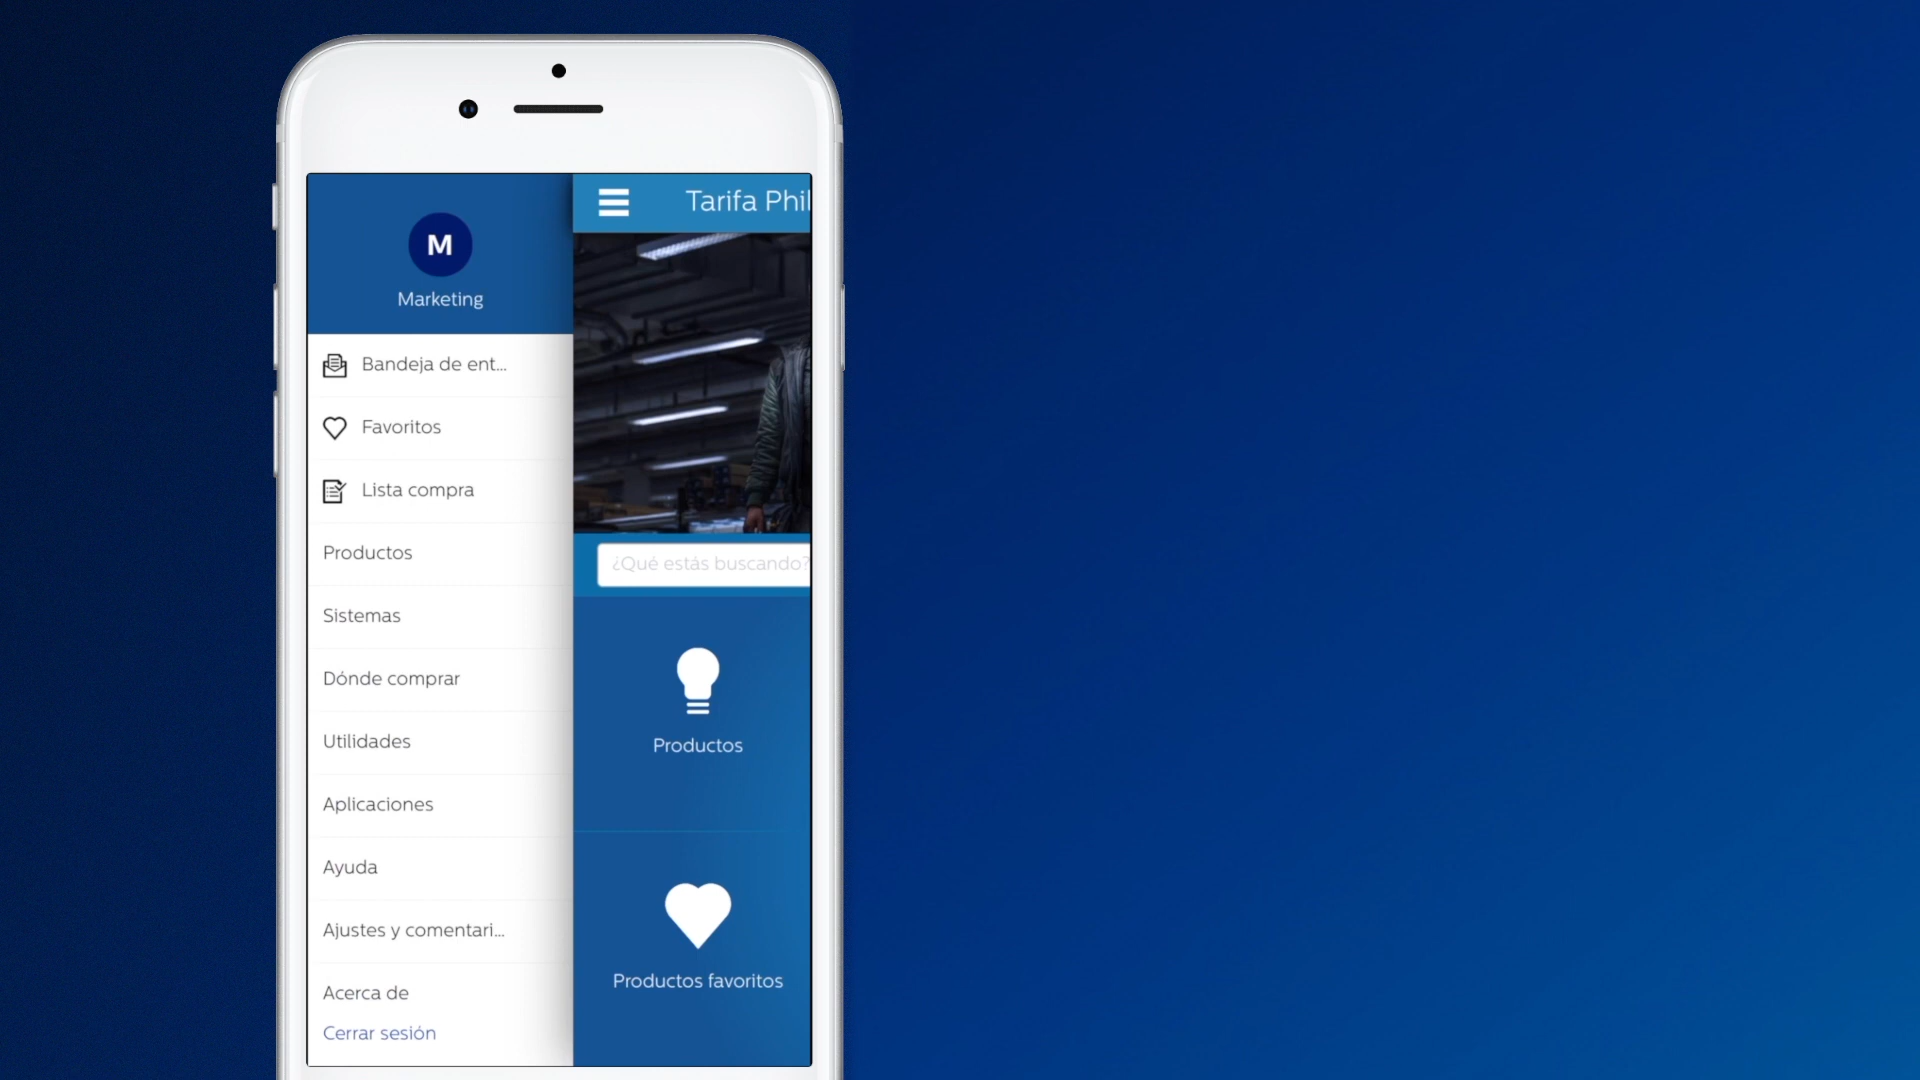 M
Marketing
Bandeja de ent...
Favoritos
Lista compra
Productos
Sistemas
Dónde comprar
Utilidades
Aplicaciones
Ayuda
Ajustes y comentari...
Acerca de
Cerrar sesión
Tarifa Phil
¿Qué estás buscando?
Productos
Productos favoritos